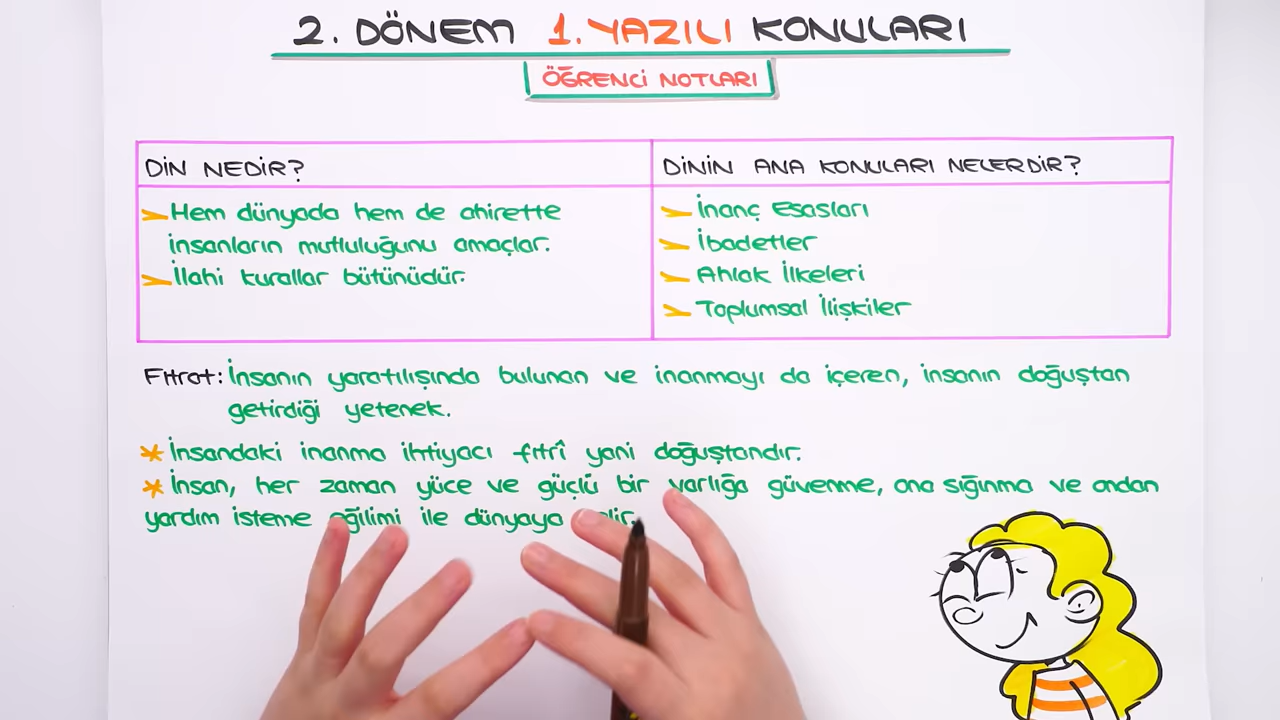 2. DÖNEM 1. YAZILI KONULARI
ÖĞRENCİ NOTLARI
DİN NEDİR?
Hem dünyada hem de ahirette
insanların mutluluğunu amaçlar.
İlahi kurallar bütünüdür.
DİNİN ANA KONULARI NELERDİR?
İnanç Esasları
İbadetler
Ahlak İlkeleri
Toplumsal İlişkiler
Fıtrat: İnsanın yaratılışında bulunan ve inanmayı da içeren, insanın doğuştan
getirdiği yetenek.
* İnsandaki inanma ihtiyacı fıtrî yani doğuştandır.
* İnsan, her zaman yüce ve güçlü bir varlığa güvenme, ona sığınma ve ondan
yardım isteme eğilimi ile dünyaya